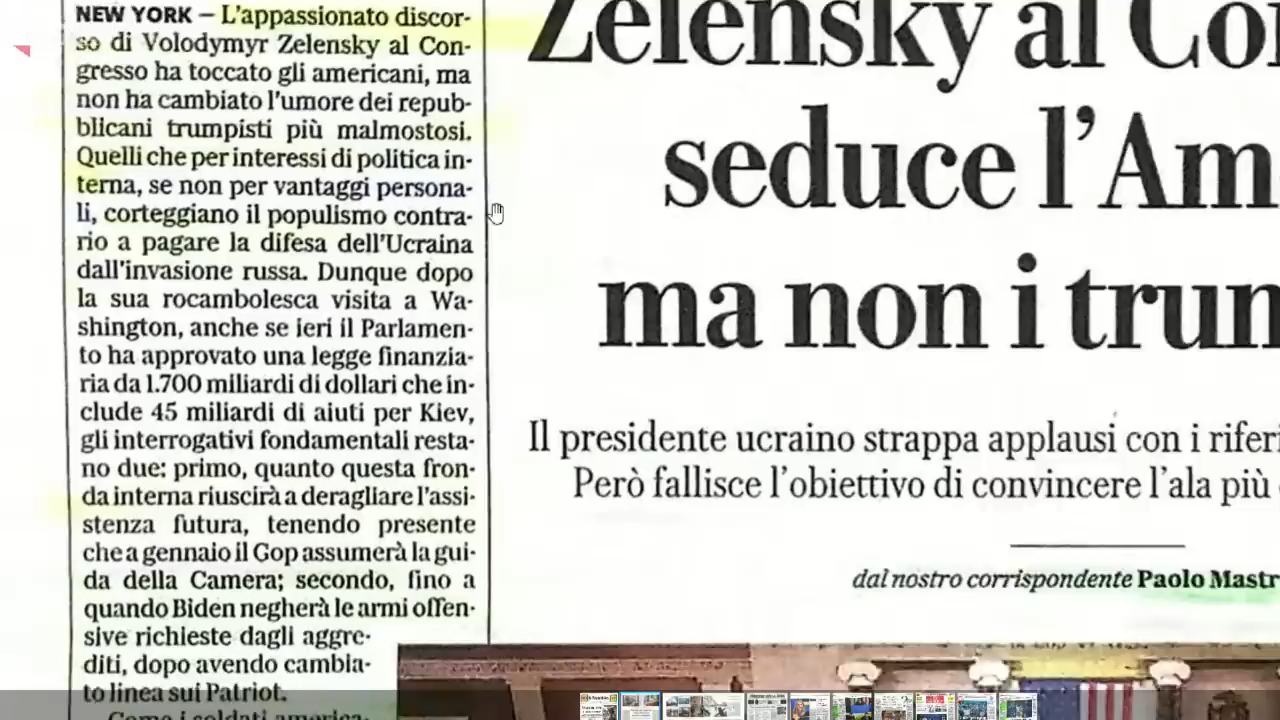 NEW YORK — L'appassionato discor-
so di Volodymyr Zelensky al Con-
gresso ha toccato gli americani, ma
non ha cambiato l'umore dei repub-
blicani trumpisti più malmostosi.
Quelli che per interessi di politica in-
terna, se non per vantaggi persona-
li, corteggiano il populismo contra-
rio a pagare la difesa dell'Ucraina
dall'invasione russa. Dunque dopo
la sua rocambolesca visita a Wa-
shington, anche se ieri il Parlamen-
to ha approvato una legge finanzia-
ria da 1.700 miliardi di dollari che in-
clude 45 miliardi di aiuti per Kiev,
gli interrogativi fondamentali resta-
no due: primo, quanto questa fron-
da interna riuscirà a deragliare l'assi-
stenza futura, tenendo presente
che a gennaio il Gop assumerà la gui-
da della Camera; secondo, fino a
quando Biden negherà le armi offen-
sive richieste dagli aggre-
diti, dopo avendo cambia-
to linea sui Patriot.
Come i soldati america-
Zelensky al Co
seduce l'Am
ma non i trum
Il presidente ucraino strappa applausi con i riferi
Però fallisce l'obiettivo di convincere l'ala più
dal nostro corrispondente Paolo Mastr